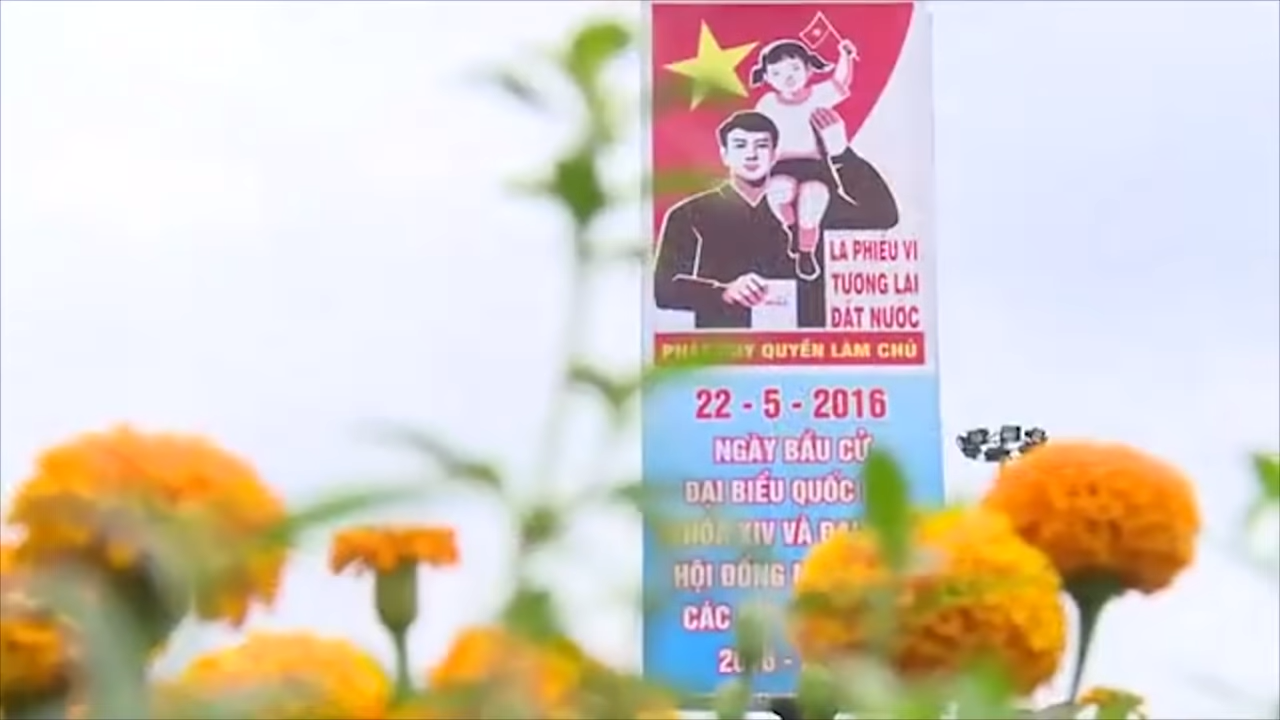 LÁ PHIẾU VÌ
TƯƠNG LAI
ĐẤT NƯỚC
QUYỀN LÀM CHỦ
22 - 5 - 2016
NGÀY BẦU CỬ
ĐẠI BIỂU QUỐC
XIV VÀ
HỘI ĐỒNG
CÁC